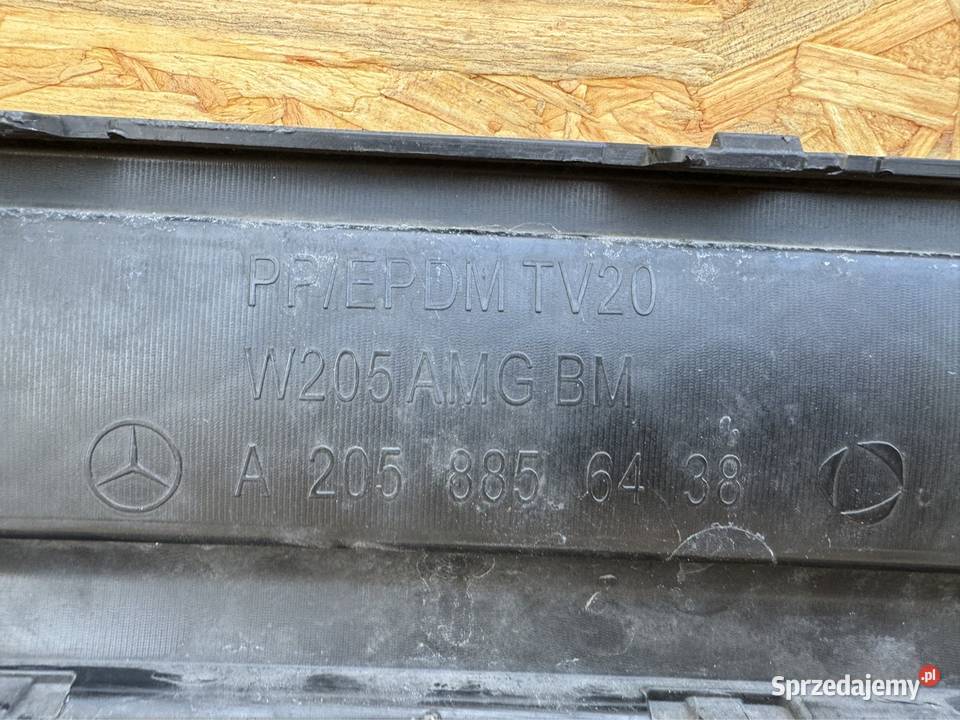 PP/EPDM TV20
W205 AMG BM
A 205 885 64 38
Sprzedajemy.pl